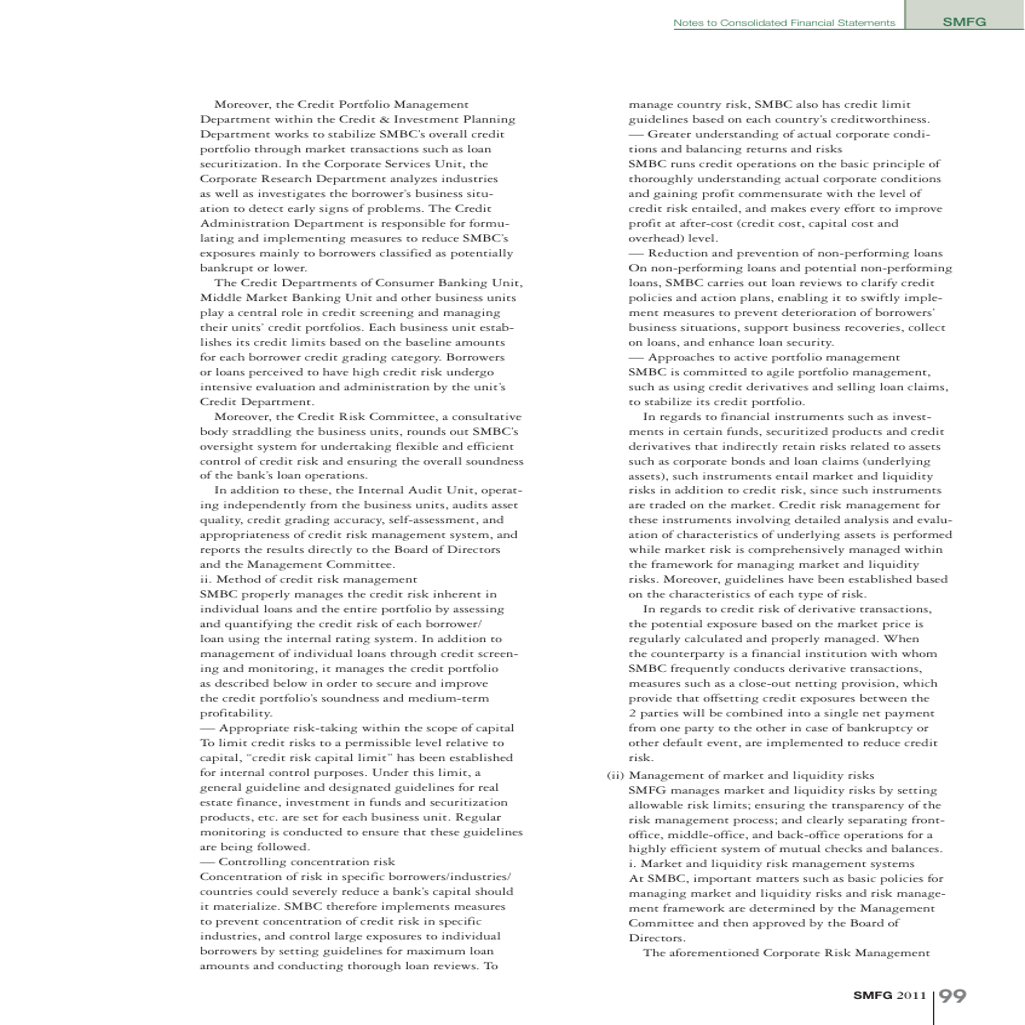 Notes to Consolidated Financial Statements
SMFG
Moreover, the Credit Portfolio Management
Department within the Credit & Investment Planning
Department works to stabilize SMBC's overall credit
portfolio through market transactions such as loan
securitization. In the Corporate Services Unit, the
Corporate Research Department analyzes industries
as well as investigates the borrower's business situ-
ation to detect early signs of problems. The Credit
Administration Department is responsible for formu-
lating and implementing measures to reduce SMBC's
exposures mainly to borrowers classified as potentially
bankrupt or lower.
The Credit Departments of Consumer Banking Unit,
Middle Market Banking Unit and other business units
play a central role in credit screening and managing
their units' credit portfolios. Each business unit estab-
lishes its credit limits based on the baseline amounts
for each borrower credit grading category. Borrowers
or loans perceived to have high credit risk undergo
intensive evaluation and administration by the unit's
Credit Department.
Moreover, the Credit Risk Committee, a consultative
body straddling the business units, rounds out SMBC's
oversight system for undertaking flexible and efficient
control of credit risk and ensuring the overall soundness
of the bank's loan operations.
In addition to these, the Internal Audit Unit, operat-
ing independently from the business units, audits asset
quality, credit grading accuracy, self-assessment, and
appropriateness of credit risk management system, and
reports the results directly to the Board of Directors
and the Management Committee.
ii. Method of credit risk management
SMBC properly manages the credit risk inherent in
individual loans and the entire portfolio by assessing
and quantifying the credit risk of each borrower/
loan using the internal rating system. In addition to
management of individual loans through credit screen-
ing and monitoring, it manages the credit portfolio
as described below in order to secure and improve
the credit portfolio's soundness and medium-term
profitability.
— Appropriate risk-taking within the scope of capital
To limit credit risks to a permissible level relative to
capital, "credit risk capital limit" has been established
for internal control purposes. Under this limit, a
general guideline and designated guidelines for real
estate finance, investment in funds and securitization
products, etc. are set for each business unit. Regular
monitoring is conducted to ensure that these guidelines
are being followed.
— Controlling concentration risk
Concentration of risk in specific borrowers/industries/
countries could severely reduce a bank's capital should
it materialize. SMBC therefore implements measures
to prevent concentration of credit risk in specific
industries, and control large exposures to individual
borrowers by setting guidelines for maximum loan
amounts and conducting thorough loan reviews. To
manage country risk, SMBC also has credit limit
guidelines based on each country's creditworthiness.
— Greater understanding of actual corporate condi-
tions and balancing returns and risks
SMBC runs credit operations on the basic principle of
thoroughly understanding actual corporate conditions
and gaining profit commensurate with the level of
credit risk entailed, and makes every effort to improve
profit at after-cost (credit cost, capital cost and
overhead) level.
— Reduction and prevention of non-performing loans
On non-performing loans and potential non-performing
loans, SMBC carries out loan reviews to clarify credit
policies and action plans, enabling it to swiftly imple-
ment measures to prevent deterioration of borrowers'
business situations, support business recoveries, collect
on loans, and enhance loan security.
— Approaches to active portfolio management
SMBC is committed to agile portfolio management,
such as using credit derivatives and selling loan claims,
to stabilize its credit portfolio.
In regards to financial instruments such as invest-
ments in certain funds, securitized products and credit
derivatives that indirectly retain risks related to assets
such as corporate bonds and loan claims (underlying
assets), such instruments entail market and liquidity
risks in addition to credit risk, since such instruments
are traded on the market. Credit risk management for
these instruments involving detailed analysis and evalu-
ation of characteristics of underlying assets is performed
while market risk is comprehensively managed within
the framework for managing market and liquidity
risks. Moreover, guidelines have been established based
on the characteristics of each type of risk.
In regards to credit risk of derivative transactions,
the potential exposure based on the market price is
regularly calculated and properly managed. When
the counterparty is a financial institution with whom
SMBC frequently conducts derivative transactions,
measures such as a close-out netting provision, which
provide that offsetting credit exposures between the
2 parties will be combined into a single net payment
from one party to the other in case of bankruptcy or
other default event, are implemented to reduce credit
risk.
(ii) Management of market and liquidity risks
SMFG manages market and liquidity risks by setting
allowable risk limits; ensuring the transparency of the
risk management process; and clearly separating front-
office, middle-office, and back-office operations for a
highly efficient system of mutual checks and balances.
i. Market and liquidity risk management systems
At SMBC, important matters such as basic policies for
managing market and liquidity risks and risk manage-
ment framework are determined by the Management
Committee and then approved by the Board of
Directors.
The aforementioned Corporate Risk Management
SMFG 2011 99